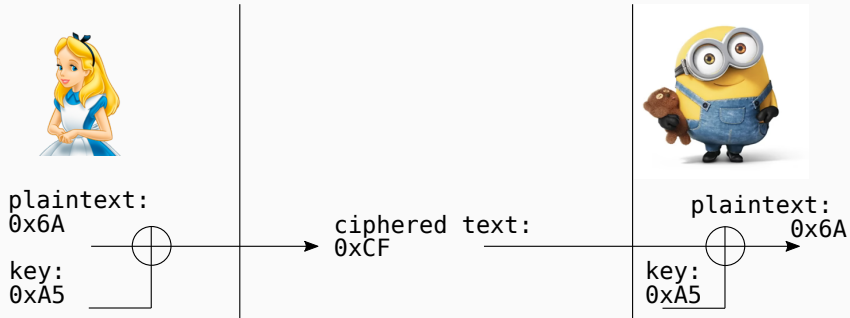 plaintext:
0x6A
key:
0xA5
ciphered text:
0xCF
plaintext:
0x6A
key:
0xA5